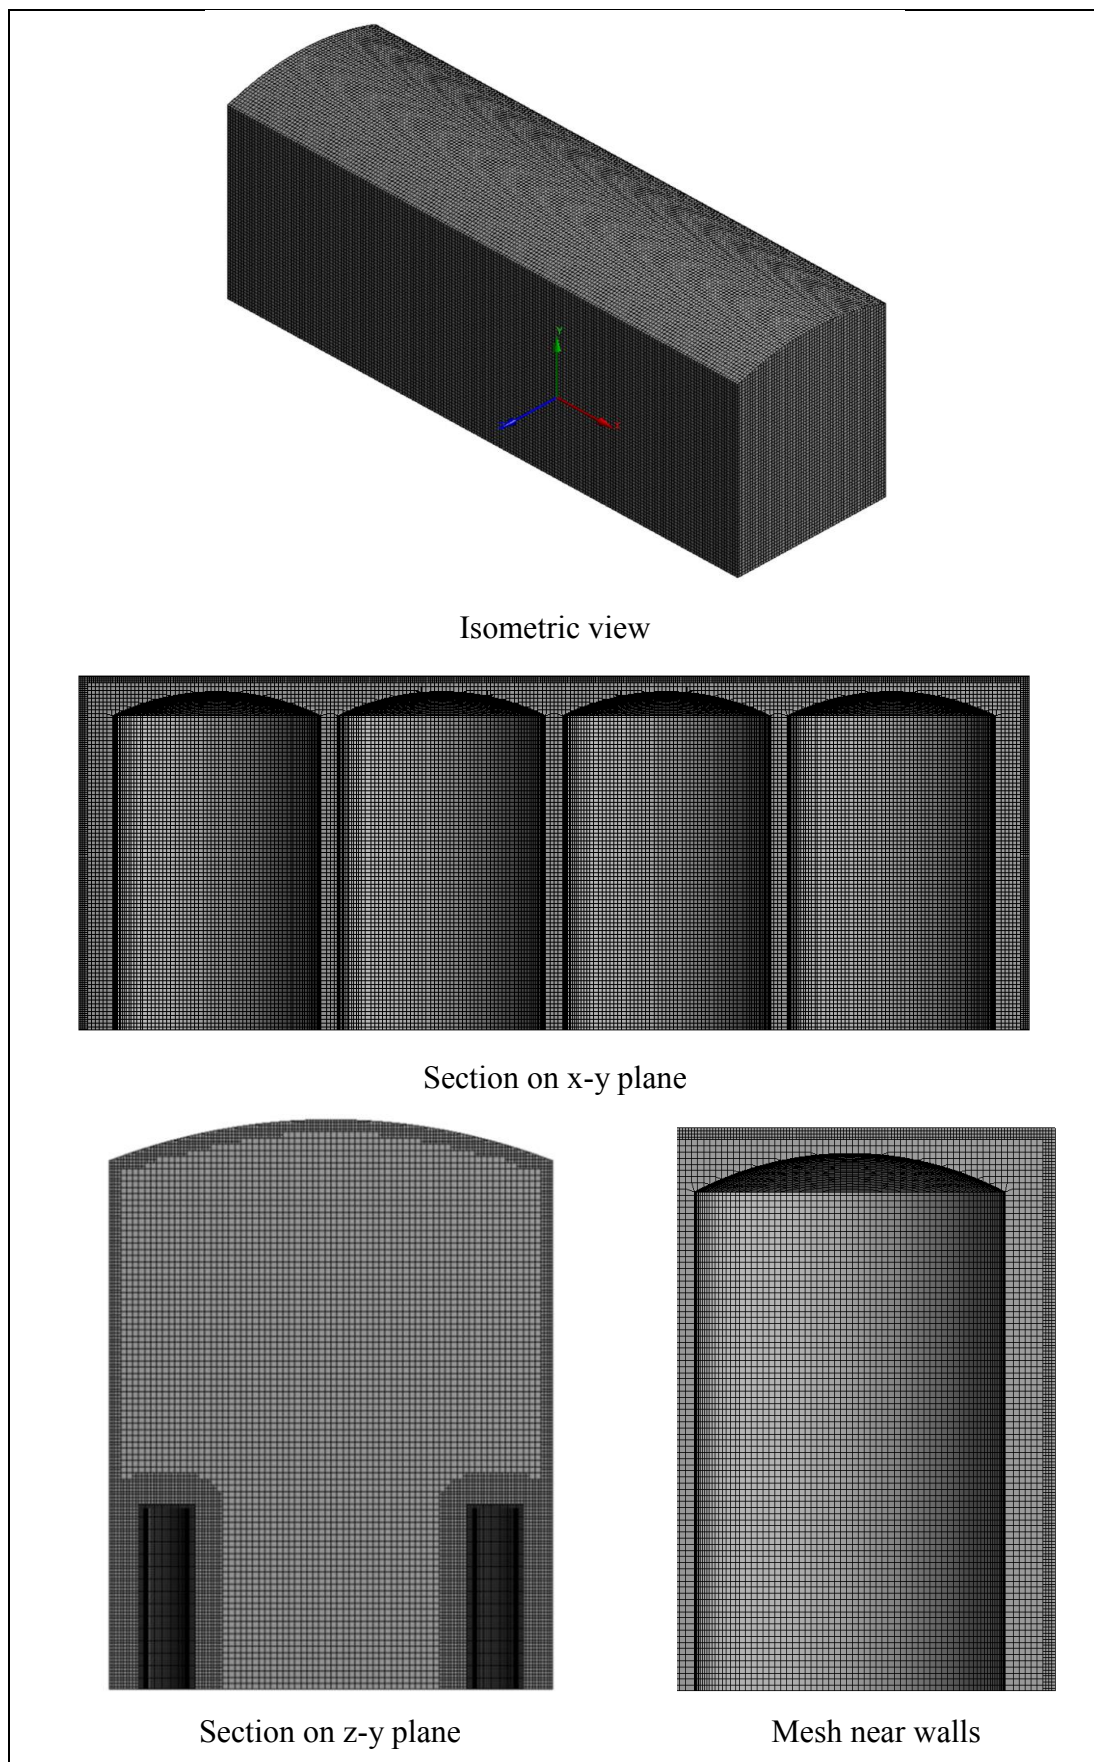 Y
Isometric view
Section on x-y plane
Section on z-y plane
Mesh near walls